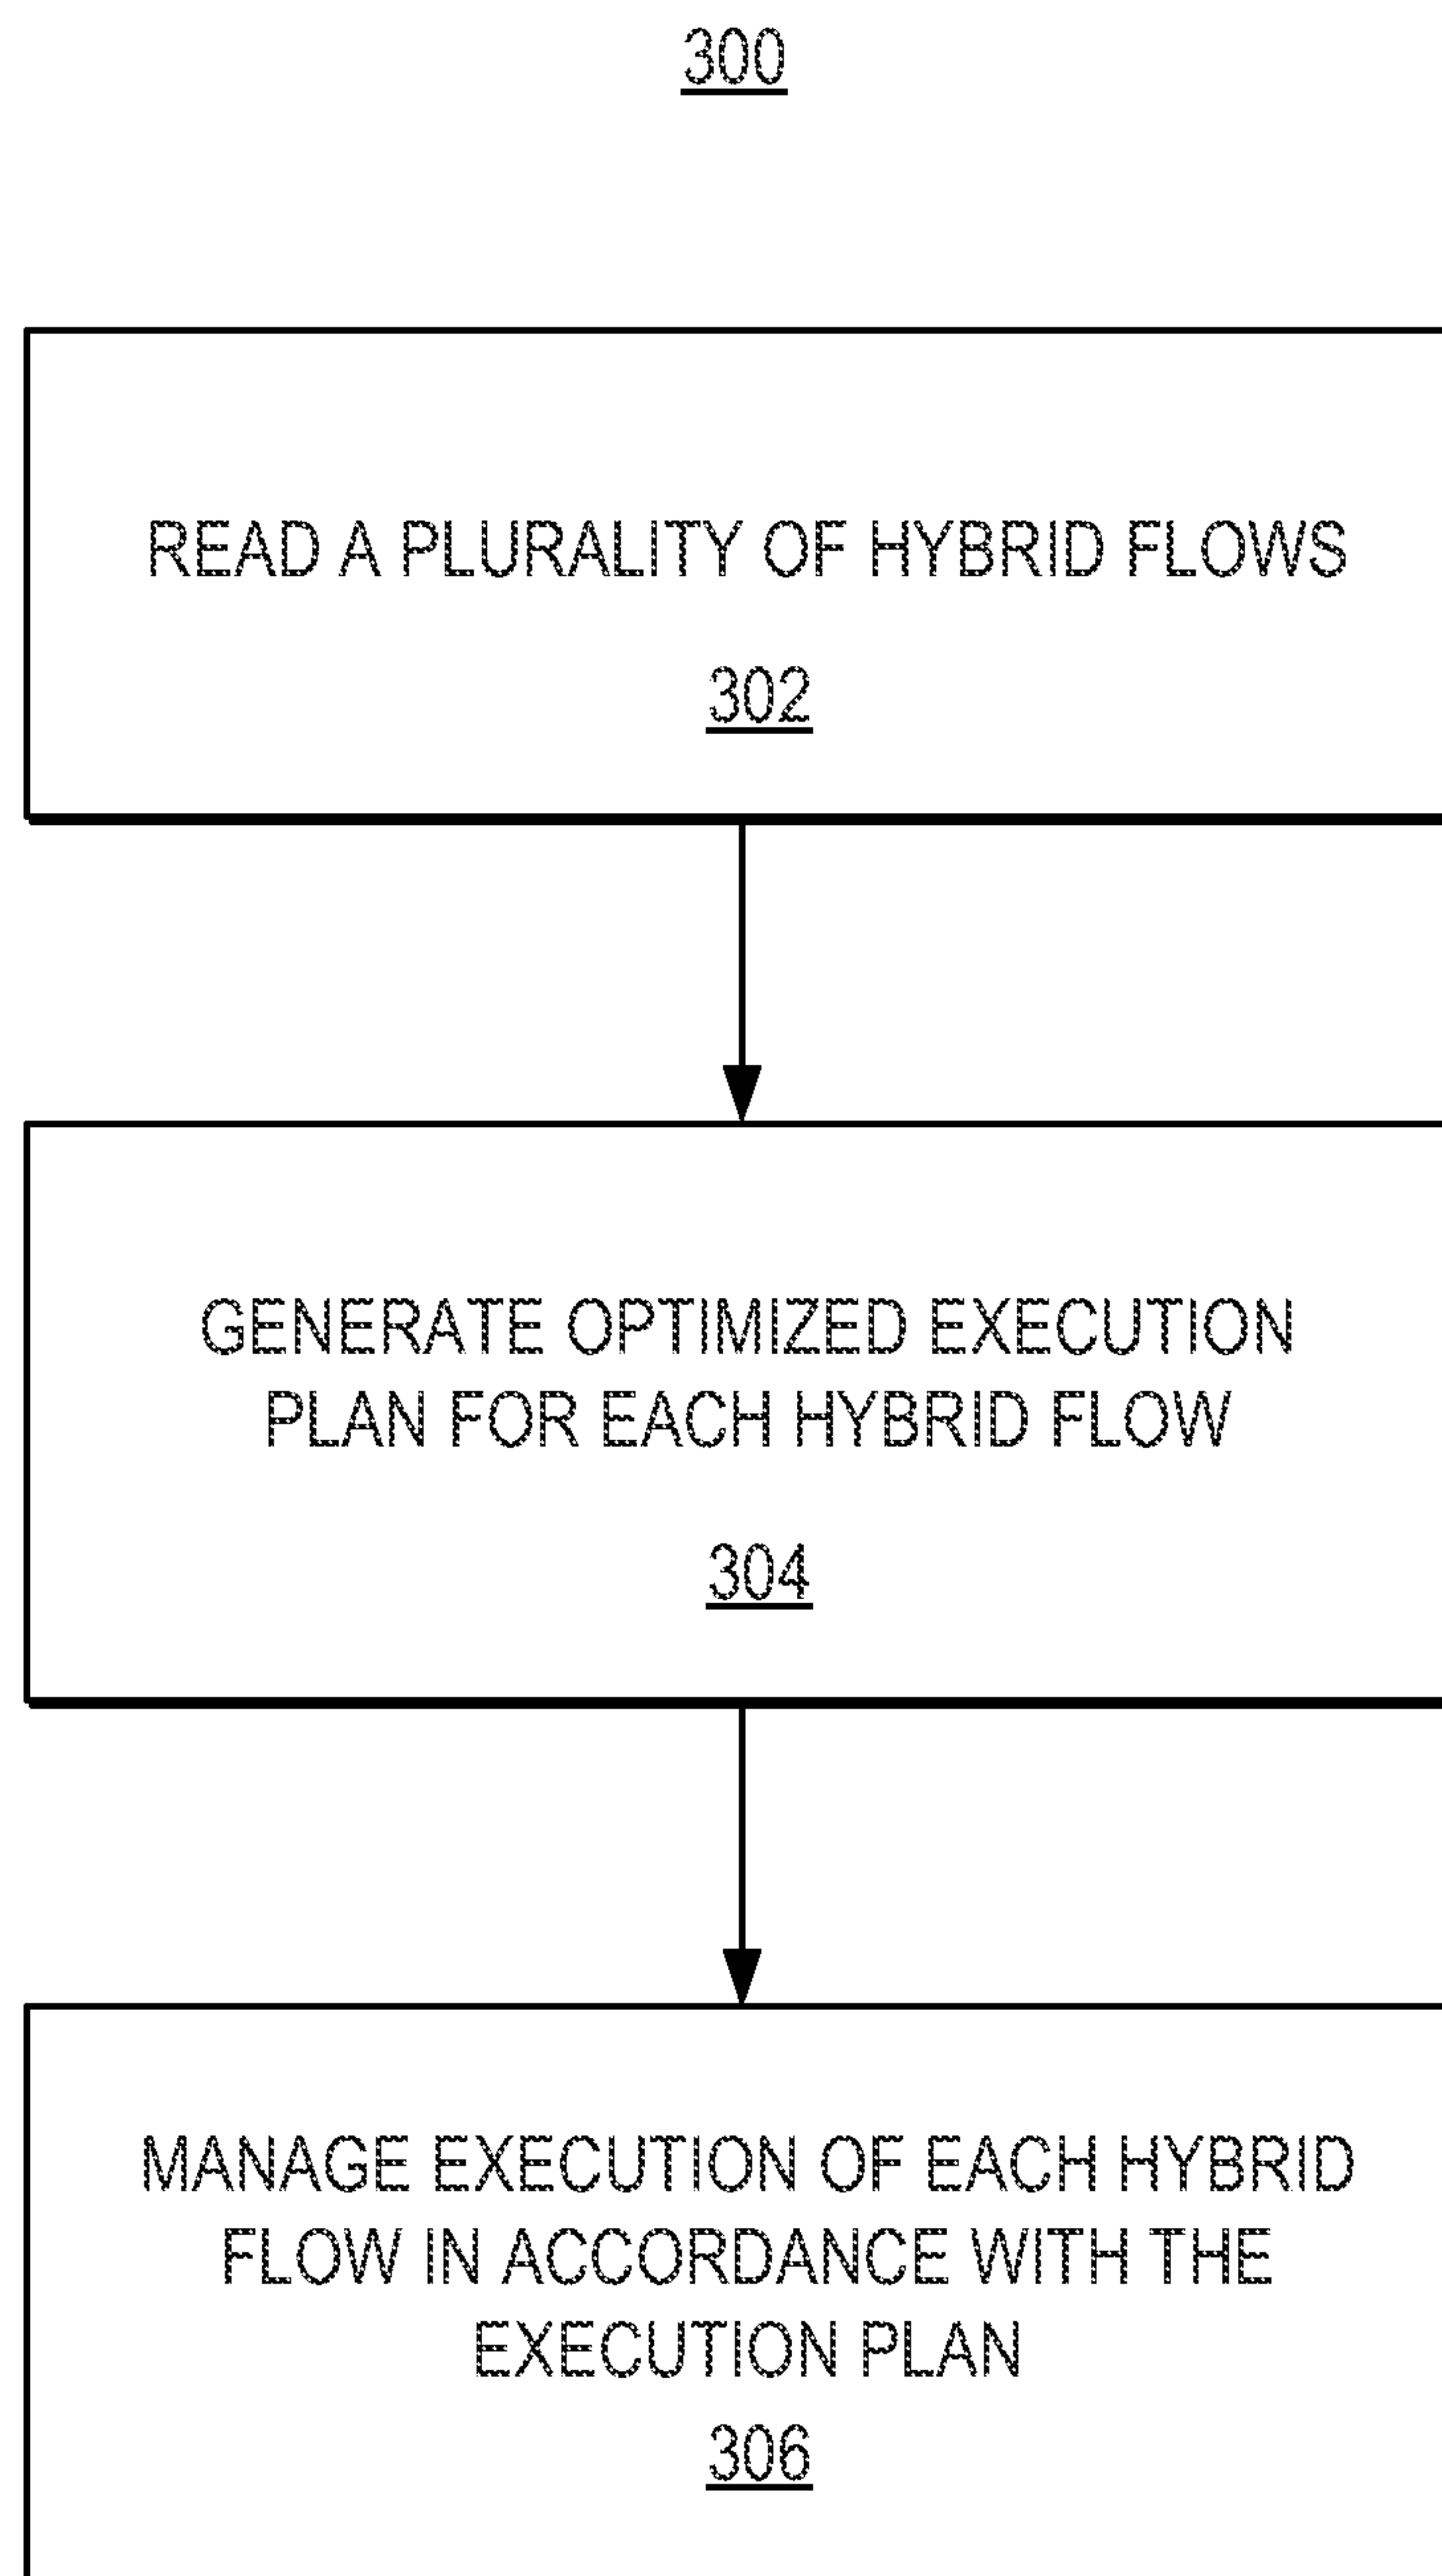 300
READ A PLURALITY OF HYBRID FLOWS
302
GENERATE OPTIMIZED EXECUTION
PLAN FOR EACH HYBRID FLOW
304
MANAGE EXECUTION OF EACH HYBRID
FLOW IN ACCORDANCE WITH THE
EXECUTION PLAN
306